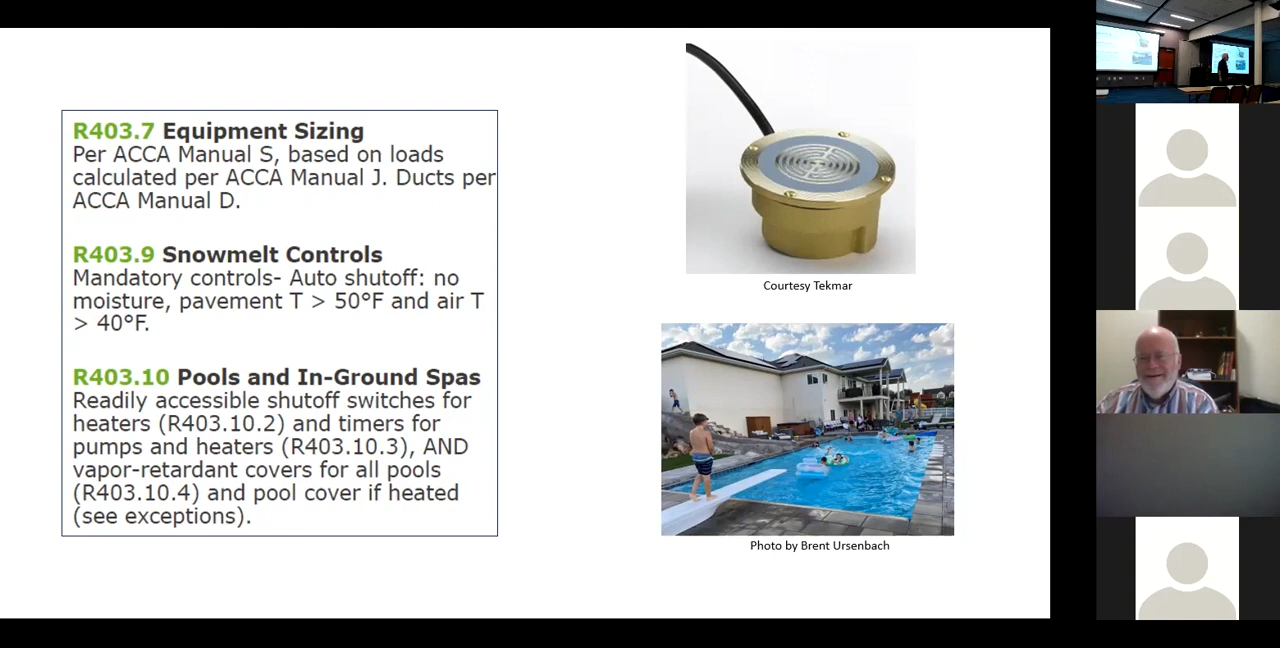 R403.7 Equipment Sizing
Per ACCA Manual S, based on loads
calculated per ACCA Manual J. Ducts per
ACCA Manual D.
R403.9 Snowmelt Controls
Mandatory controls- Auto shutoff: no
moisture, pavement T > 50°F and air T
> 40°F.
R403.10 Pools and In-Ground Spas
Readily accessible shutoff switches for
heaters (R403.10.2) and timers for
pumps and heaters (R403.10.3), AND
vapor-retardant covers for all pools
(R403.10.4) and pool cover if heated
(see exceptions).
Courtesy Tekmar
Photo by Brent Ursenbach